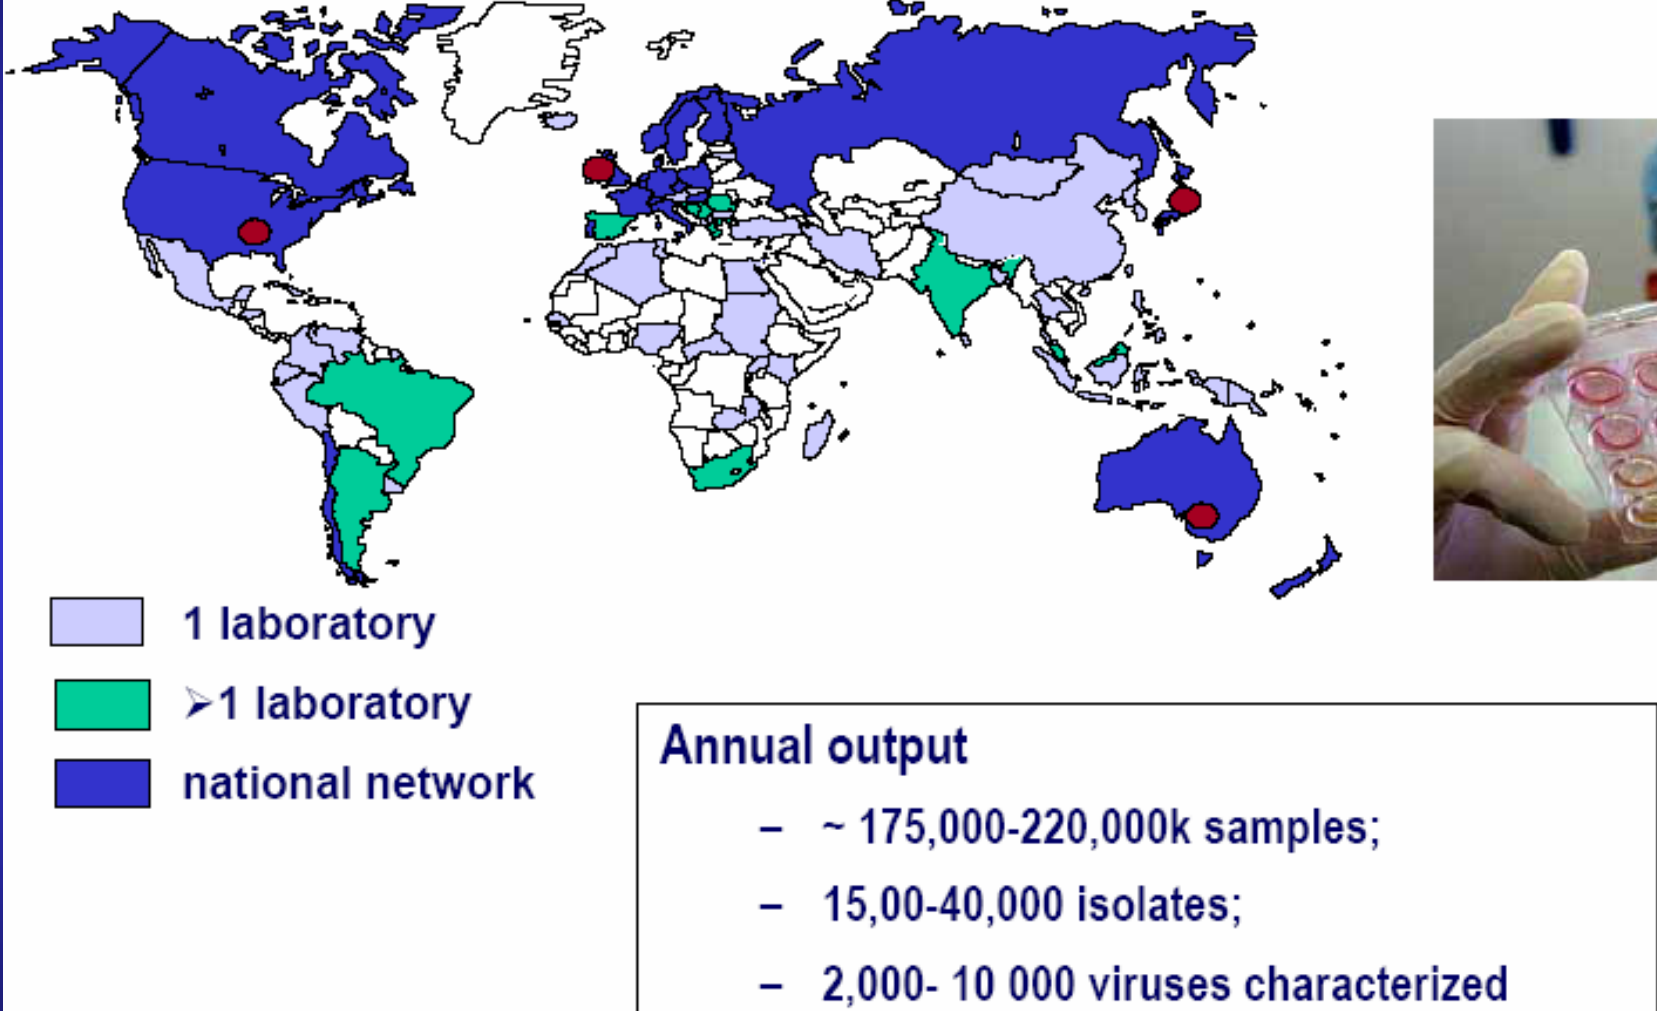 1 laboratory
➢1 laboratory
national network
Annual output
– ~ 175,000-220,000k samples;
– 15,00-40,000 isolates;
– 2,000- 10 000 viruses characterized